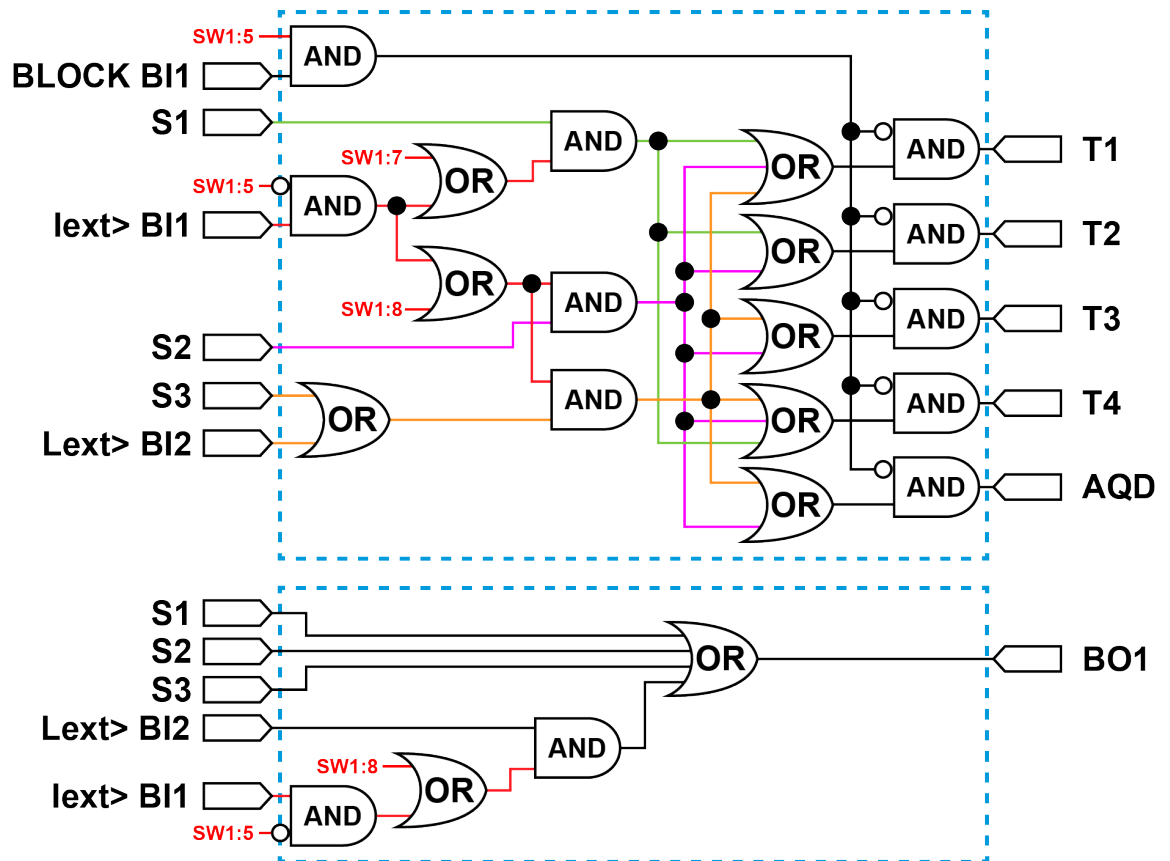 SW1:5
AND
BLOCK BI1
S1
AND
T1
SW1:7
OR
OR
AND
SW1:5
AND
Iext> BI1
T2
OR
AND
OR
SW1:8
AND
T3
OR
AND
S2
S3
AND
T4
OR
AND
Lext> BI2
OR
AQD
OR
AND
S1
S2
OR
BO1
S3
Lext> BI2
AND
SW1:8
OR
Iext> BI1
AND
SW1:5